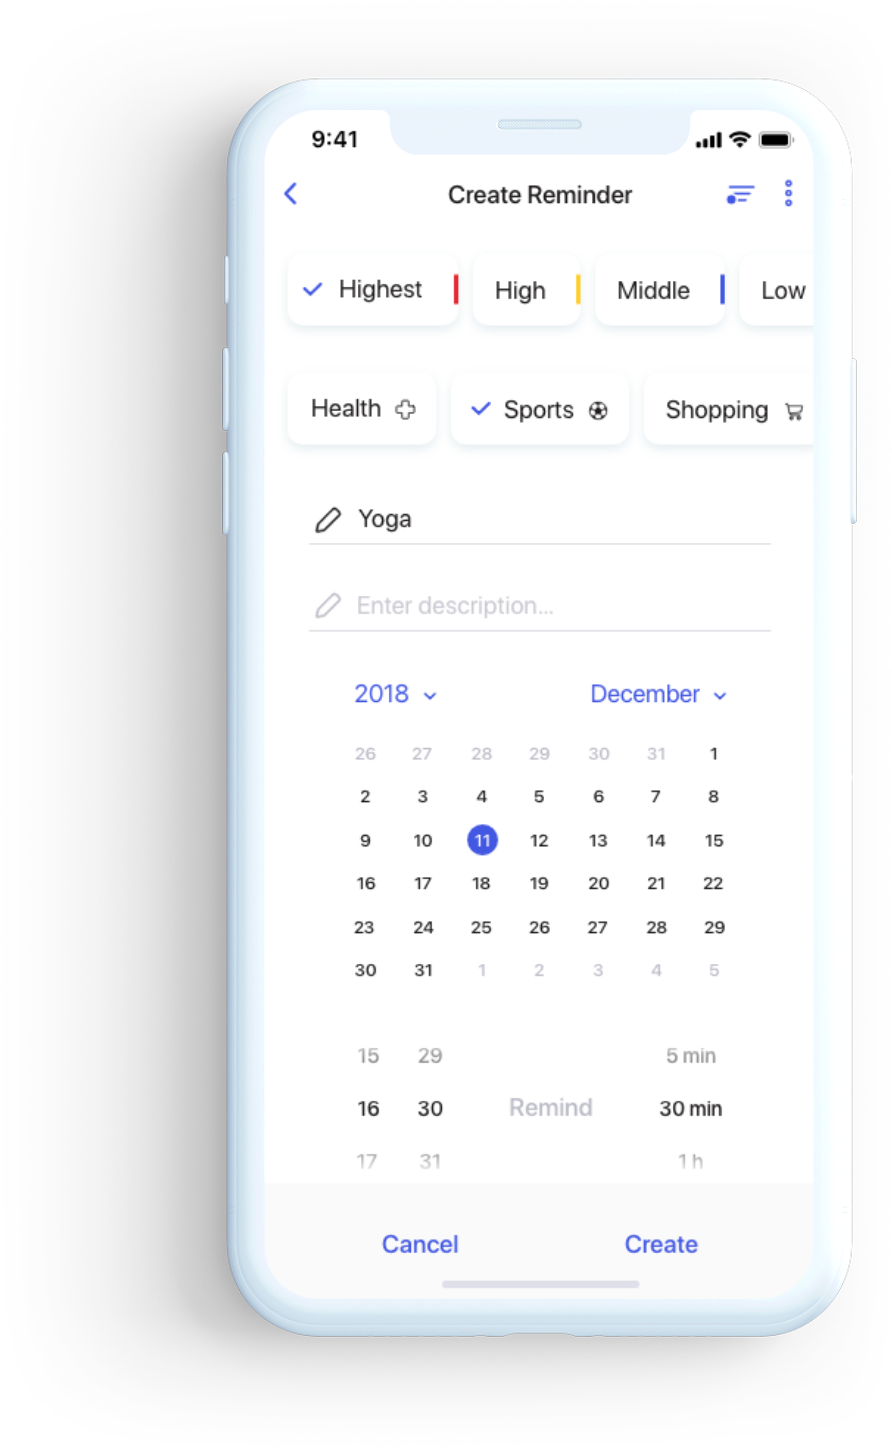 9:41
Create Reminder
Highest High Middle Low
Health Sports Shopping
Yoga
Enter description...
2018 December
26 27 28 29 30 31 1
2 3 4 5 6 7 8
9 10 11 12 13 14 15
16 17 18 19 20 21 22
23 24 25 26 27 28 29
30 31 1 2 3 4 5
15 29 5 min
16 30 Remind 30 min
17 31 1 h
Cancel Create